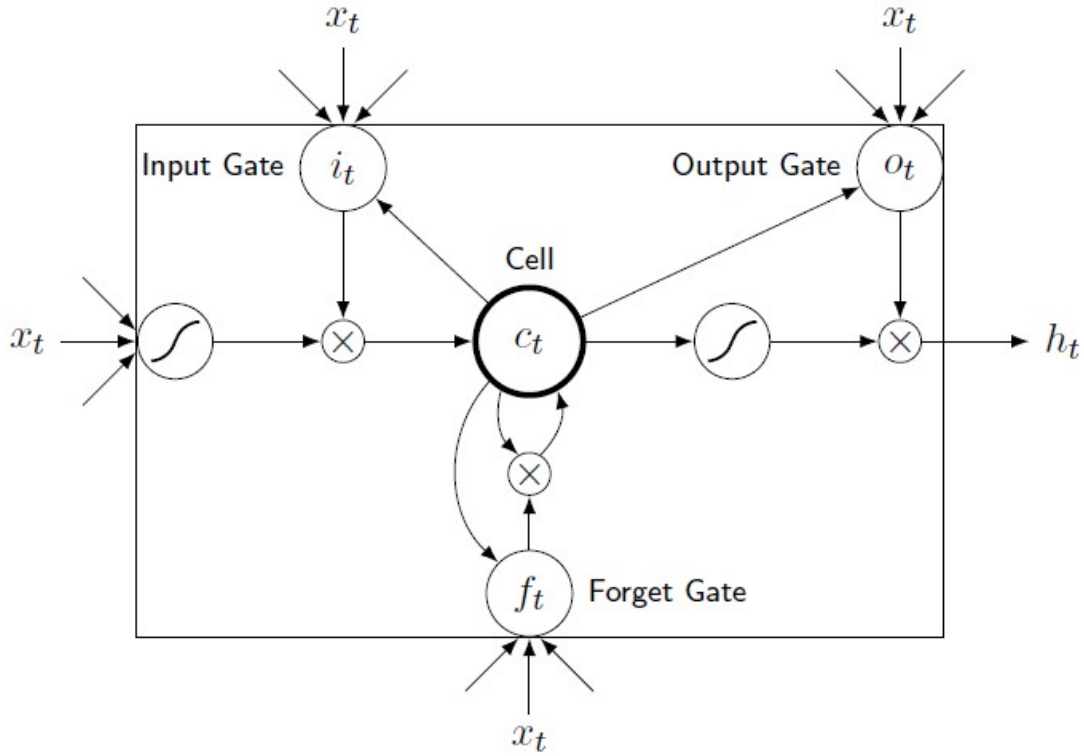 x_t x_t
Input Gate i_t Output Gate o_t
Cell
x_t × c_t × h_t
×
f_t Forget Gate
x_t